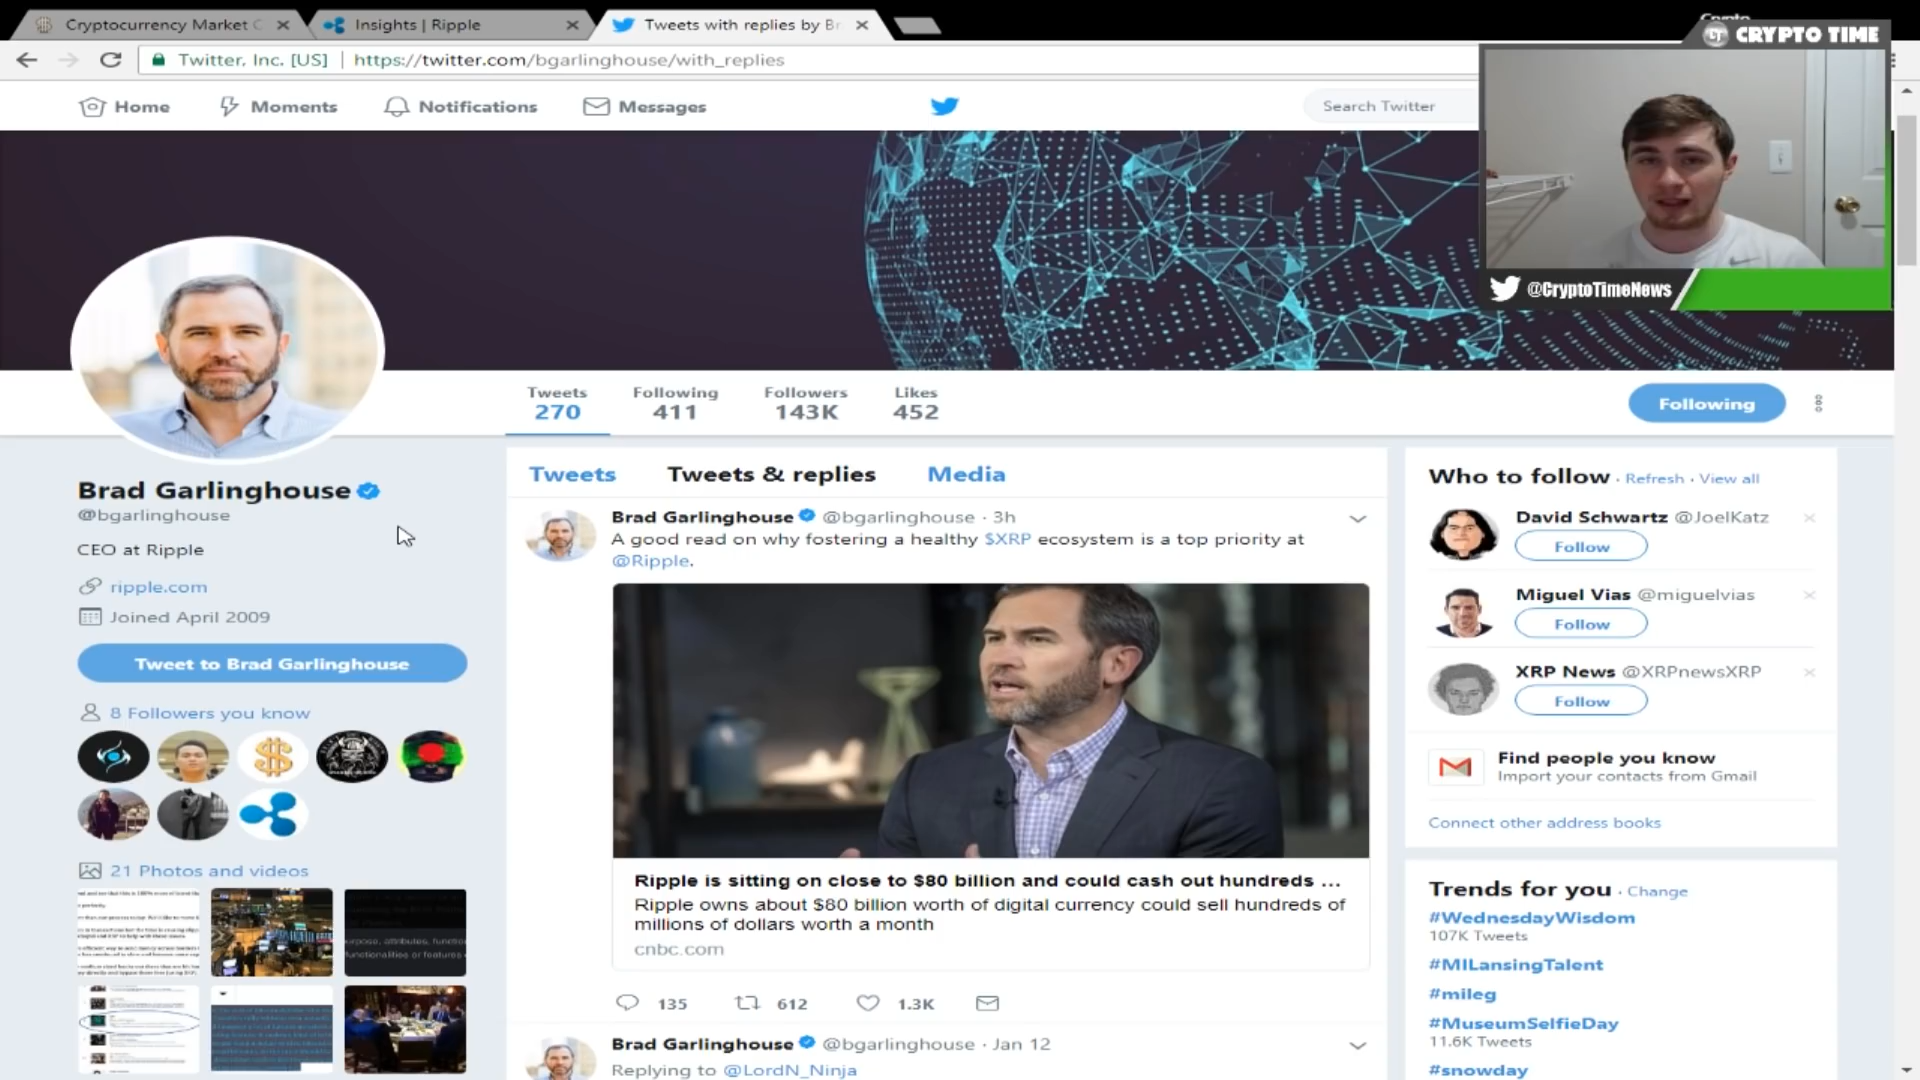 Cryptocurrency Market C
Insights | Ripple
Tweets with replies by Br
Crypto
CRYPTO TIME
Twitter, Inc. [US]
https://twitter.com/bgarlinghouse/with_replies
Home
Moments
Notifications
Messages
Search Twitter
@CryptoTimeNews
Tweets
270
Following
411
Followers
143K
Likes
452
Following
Brad Garlinghouse
@bgarlinghouse
CEO at Ripple
ripple.com
Joined April 2009
Tweet to Brad Garlinghouse
8 Followers you know
21 Photos and videos
Tweets
Tweets & replies
Media
Brad Garlinghouse @bgarlinghouse · 3h
A good read on why fostering a healthy $XRP ecosystem is a top priority at
@Ripple.
Ripple is sitting on close to $80 billion and could cash out hundreds ...
Ripple owns about $80 billion worth of digital currency could sell hundreds of
millions of dollars worth a month
cnbc.com
135
612
1.3K
Brad Garlinghouse @bgarlinghouse · Jan 12
Replying to @LordN_Ninja
Who to follow · Refresh · View all
David Schwartz @JoelKatz
Follow
Miguel Vias @miguelvias
Follow
XRP News @XRPnewsXRP
Follow
Find people you know
Import your contacts from Gmail
Connect other address books
Trends for you · Change
#WednesdayWisdom
107K Tweets
#MILansingTalent
#mileg
#MuseumSelfieDay
11.6K Tweets
#snowday